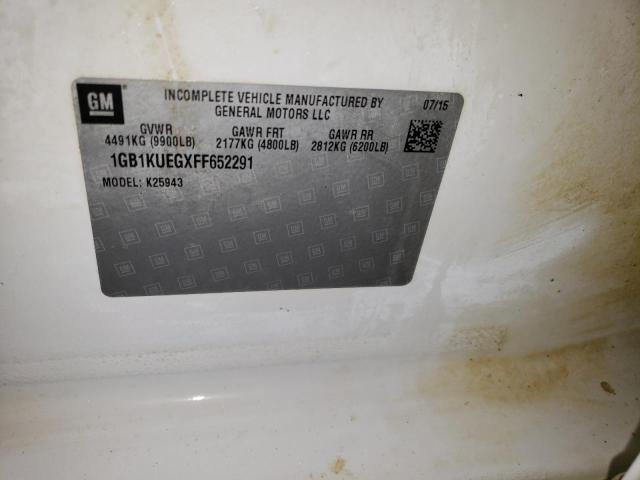 GM
INCOMPLETE VEHICLE MANUFACTURED BY
GENERAL MOTORS LLC
07/15
GVWR GAWR FRT GAWR RR
4491KG (9900LB) 2177KG (4800LB) 2812KG (6200LB)
1GB1KUEGXFF652291
MODEL: K25943